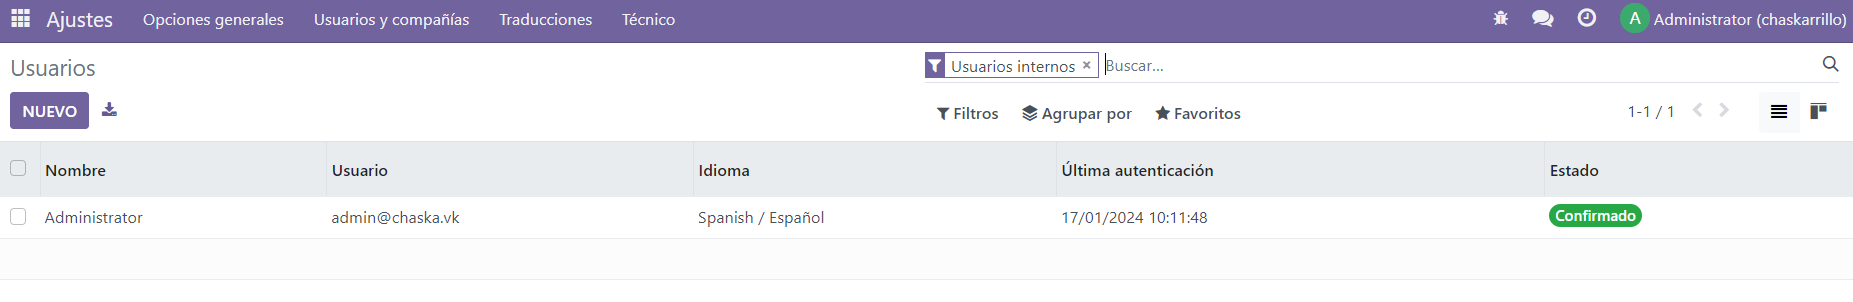 Ajustes Opciones generales Usuarios y compañías Traducciones Técnico A Administrator (chaskarrillo)
Usuarios Usuarios internos × Buscar...
NUEVO Filtros Agrupar por Favoritos 1-1 / 1
Nombre Usuario Idioma Última autenticación Estado
Administrator admin@chaska.vk Spanish / Español 17/01/2024 10:11:48 Confirmado